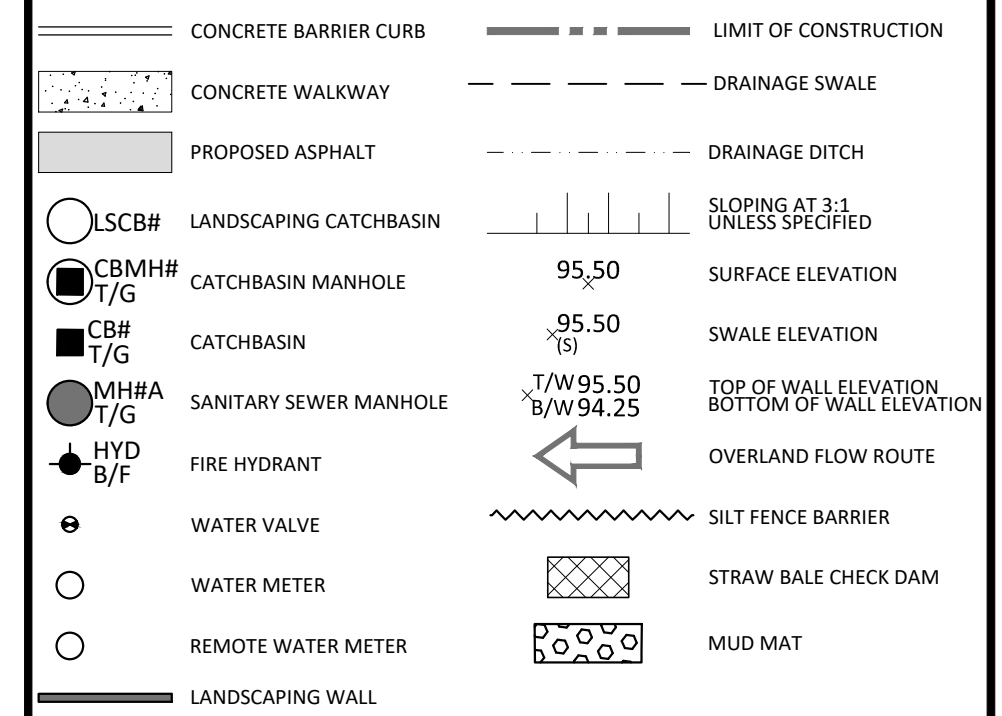 CONCRETE BARRIER CURB
CONCRETE WALKWAY
PROPOSED ASPHALT
LSCB#
LANDSCAPING CATCHBASIN
CBMH#
T/G
CATCHBASIN MANHOLE
CB#
T/G
CATCHBASIN
MH#A
T/G
SANITARY SEWER MANHOLE
HYD
B/F
FIRE HYDRANT
WATER VALVE
WATER METER
REMOTE WATER METER
LANDSCAPING WALL
LIMIT OF CONSTRUCTION
DRAINAGE SWALE
DRAINAGE DITCH
SLOPING AT 3:1
UNLESS SPECIFIED
95.50
SURFACE ELEVATION
95.50
(S)
SWALE ELEVATION
T/W 95.50
B/W 94.25
TOP OF WALL ELEVATION
BOTTOM OF WALL ELEVATION
OVERLAND FLOW ROUTE
SILT FENCE BARRIER
STRAW BALE CHECK DAM
MUD MAT